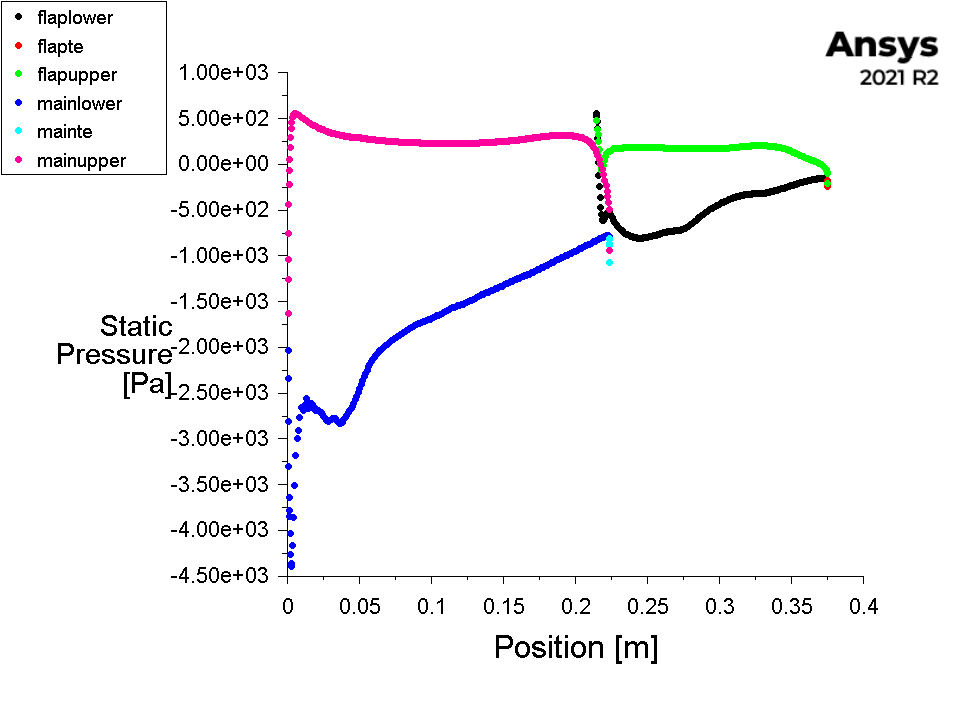 flaplower
flapte
flapupper
mainlower
mainte
mainupper
Ansys
2021 R2
1.00e+03
5.00e+02
0.00e+00
-5.00e+02
-1.00e+03
-1.50e+03
-2.00e+03
-2.50e+03
-3.00e+03
-3.50e+03
-4.00e+03
-4.50e+03
Static
Pressure
[Pa]
0 0.05 0.1 0.15 0.2 0.25 0.3 0.35 0.4
Position [m]